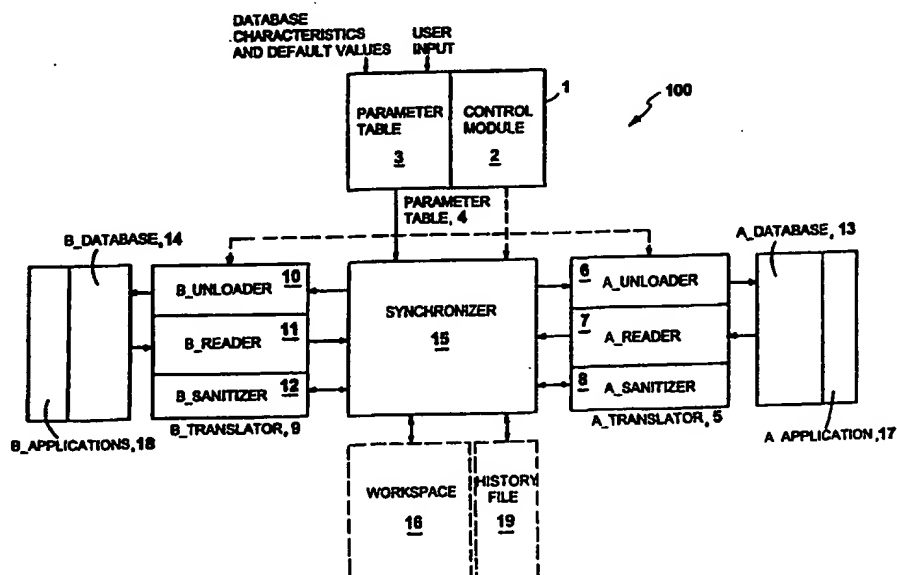 DATABASE
CHARACTERISTICS
AND DEFAULT VALUES
USER
INPUT
1
100
PARAMETER
TABLE
3
CONTROL
MODULE
2
PARAMETER
TABLE, 4
B_DATABASE, 14
A_DATABASE, 13
B_UNLOADER 10
B_READER 11
B_SANITIZER 12
B_TRANSLATOR, 9
B_APPLICATIONS, 18
SYNCHRONIZER
15
6 A_UNLOADER
7 A_READER
8 A_SANITIZER
A_TRANSLATOR, 5
A APPLICATION, 17
WORKSPACE
16
HISTORY
FILE
19